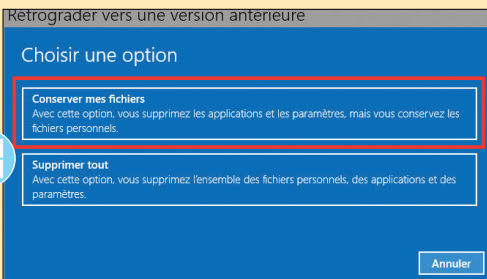 Rétrograder vers une version antérieure
Choisir une option
Conserver mes fichiers
Avec cette option, vous supprimez les applications et les paramètres, mais vous conservez les
fichiers personnels.
Supprimer tout
Avec cette option, vous supprimez l'ensemble des fichiers personnels, des applications et des
paramètres.
Annuler